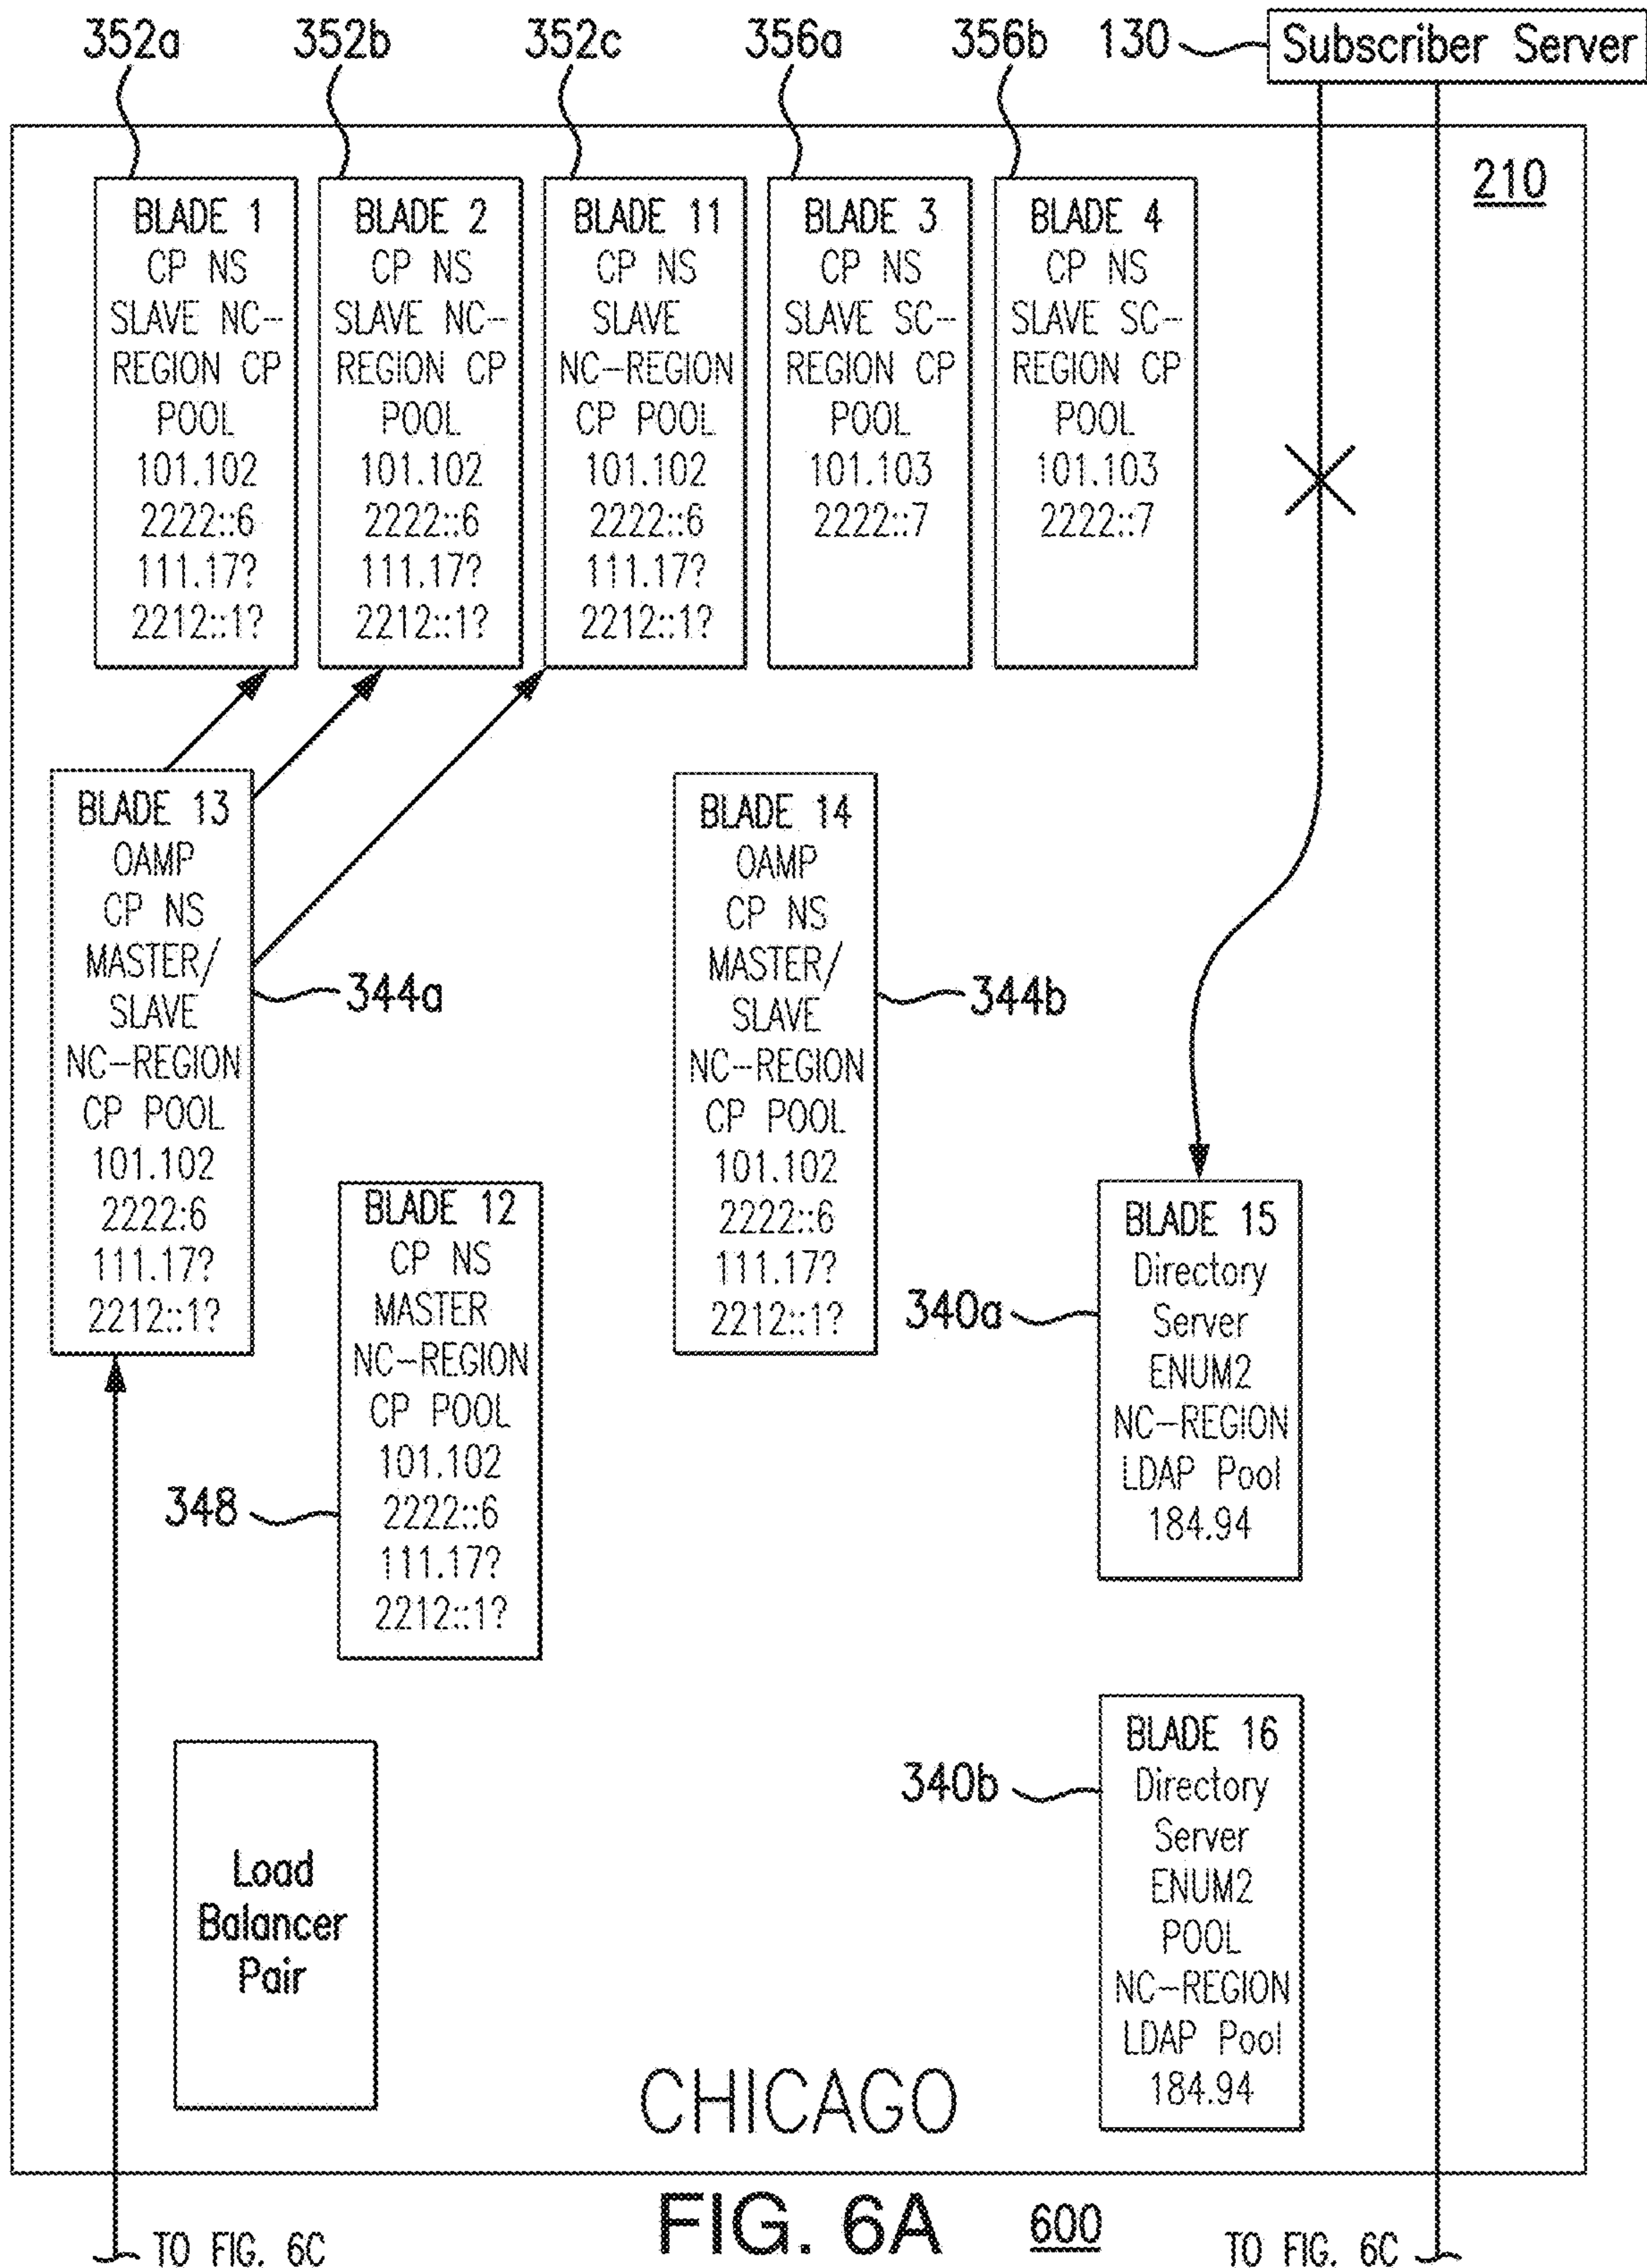 352a 352b 352c 356a 356b 130 Subscriber Server
210
BLADE 1
CP NS
SLAVE NC-
REGION CP
POOL
101.102
2222::6
111.17?
2212::1?
BLADE 2
CP NS
SLAVE NC-
REGION CP
POOL
101.102
2222::6
111.17?
2212::1?
BLADE 11
CP NS
SLAVE
NC-REGION
CP POOL
101.102
2222::6
111.17?
2212::1?
BLADE 3
CP NS
SLAVE SC-
REGION CP
POOL
101.103
2222::7
BLADE 4
CP NS
SLAVE SC-
REGION CP
POOL
101.103
2222::7
BLADE 13
OAMP
CP NS
MASTER/
SLAVE
NC-REGION
CP POOL
101.102
2222:6
111.17?
2212::1?
344a
BLADE 14
OAMP
CP NS
MASTER/
SLAVE
NC-REGION
CP POOL
101.102
2222::6
111.17?
2212::1?
344b
BLADE 12
CP NS
MASTER
NC-REGION
CP POOL
101.102
2222::6
111.17?
2212::1?
348
340a
BLADE 15
Directory
Server
ENUM2
NC-REGION
LDAP Pool
184.94
340b
BLADE 16
Directory
Server
ENUM2
POOL
NC-REGION
LDAP Pool
184.94
Load
Balancer
Pair
CHICAGO
FIG. 6A 600
TO FIG. 6C
TO FIG. 6C